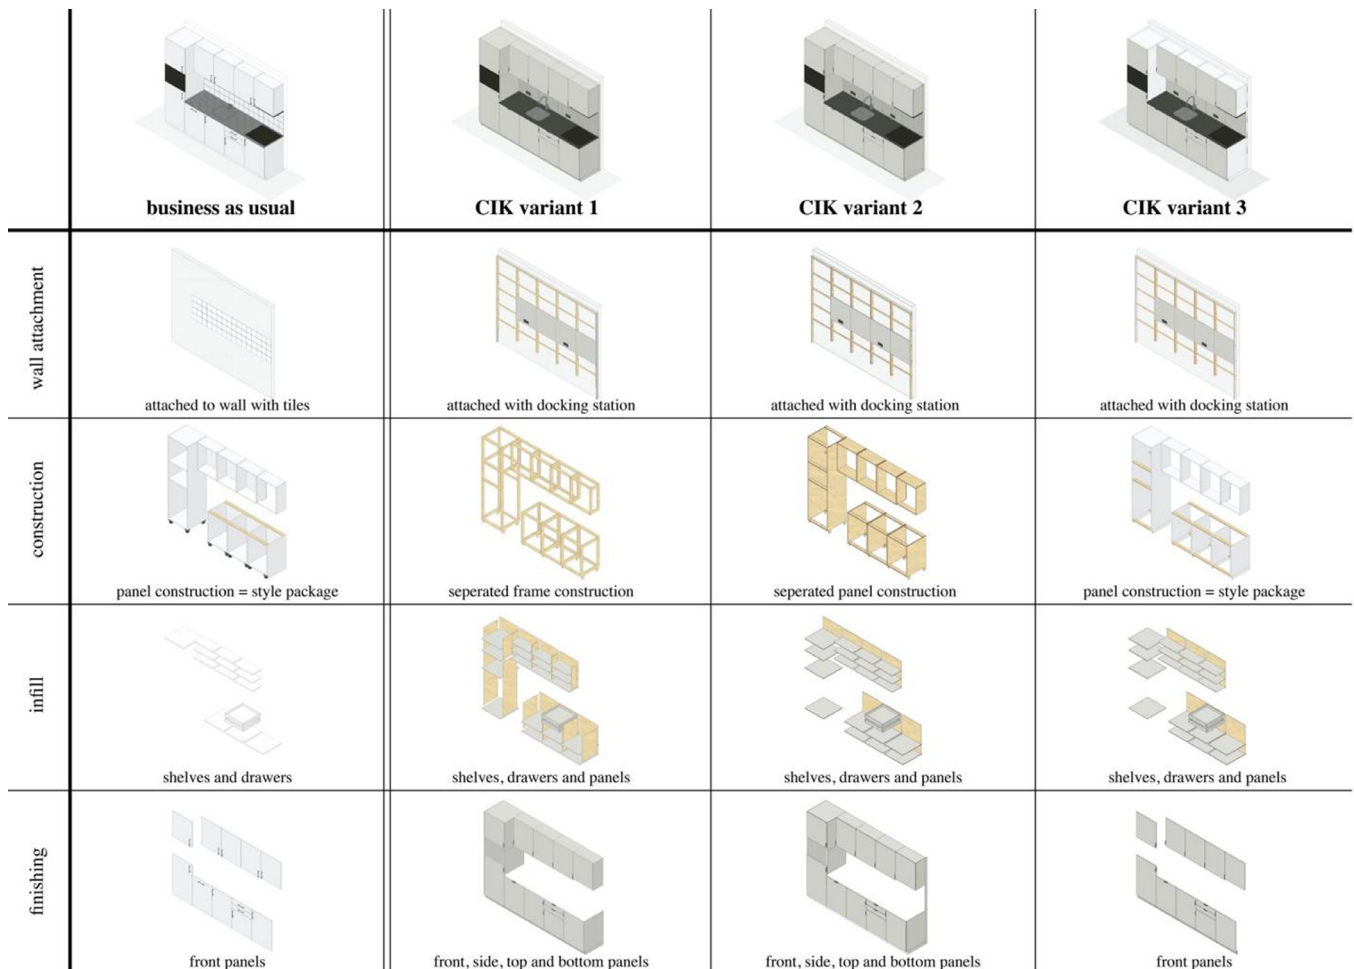 business as usual
CIK variant 1
CIK variant 2
CIK variant 3
wall attachment
attached to wall with tiles
attached with docking station
attached with docking station
attached with docking station
construction
panel construction = style package
seperated frame construction
seperated panel construction
panel construction = style package
infill
shelves and drawers
shelves, drawers and panels
shelves, drawers and panels
shelves, drawers and panels
finishing
front panels
front, side, top and bottom panels
front, side, top and bottom panels
front panels